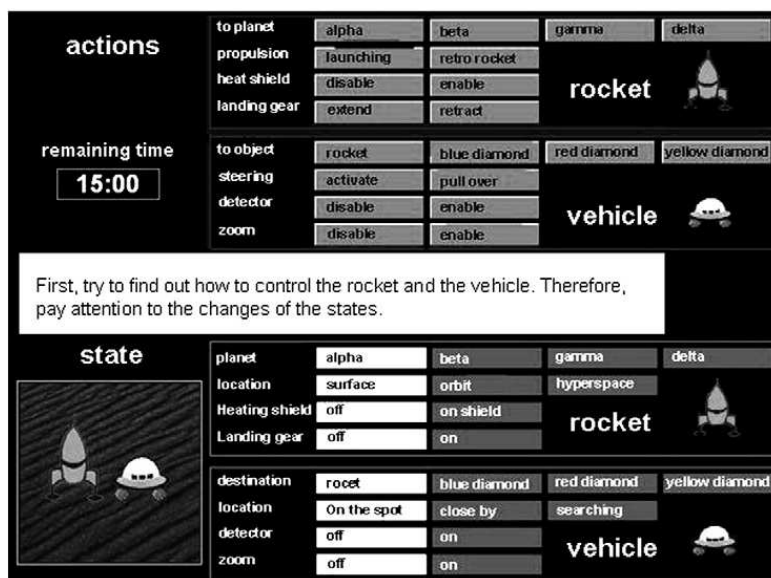 actions
to planet alpha beta gamma delta
propulsion launching retro rocket
heat shield disable enable
landing gear extend retract
rocket
remaining time
15:00
to object rocket blue diamond red diamond yellow diamond
steering activate pull over
detector disable enable
zoom disable enable
vehicle
First, try to find out how to control the rocket and the vehicle. Therefore,
pay attention to the changes of the states.
state
planet alpha beta gamma delta
location surface orbit hyperspace
Heating shield off on shield
Landing gear off on
rocket
destination rocet blue diamond red diamond yellow diamond
location On the spot close by searching
detector off on
zoom off on
vehicle